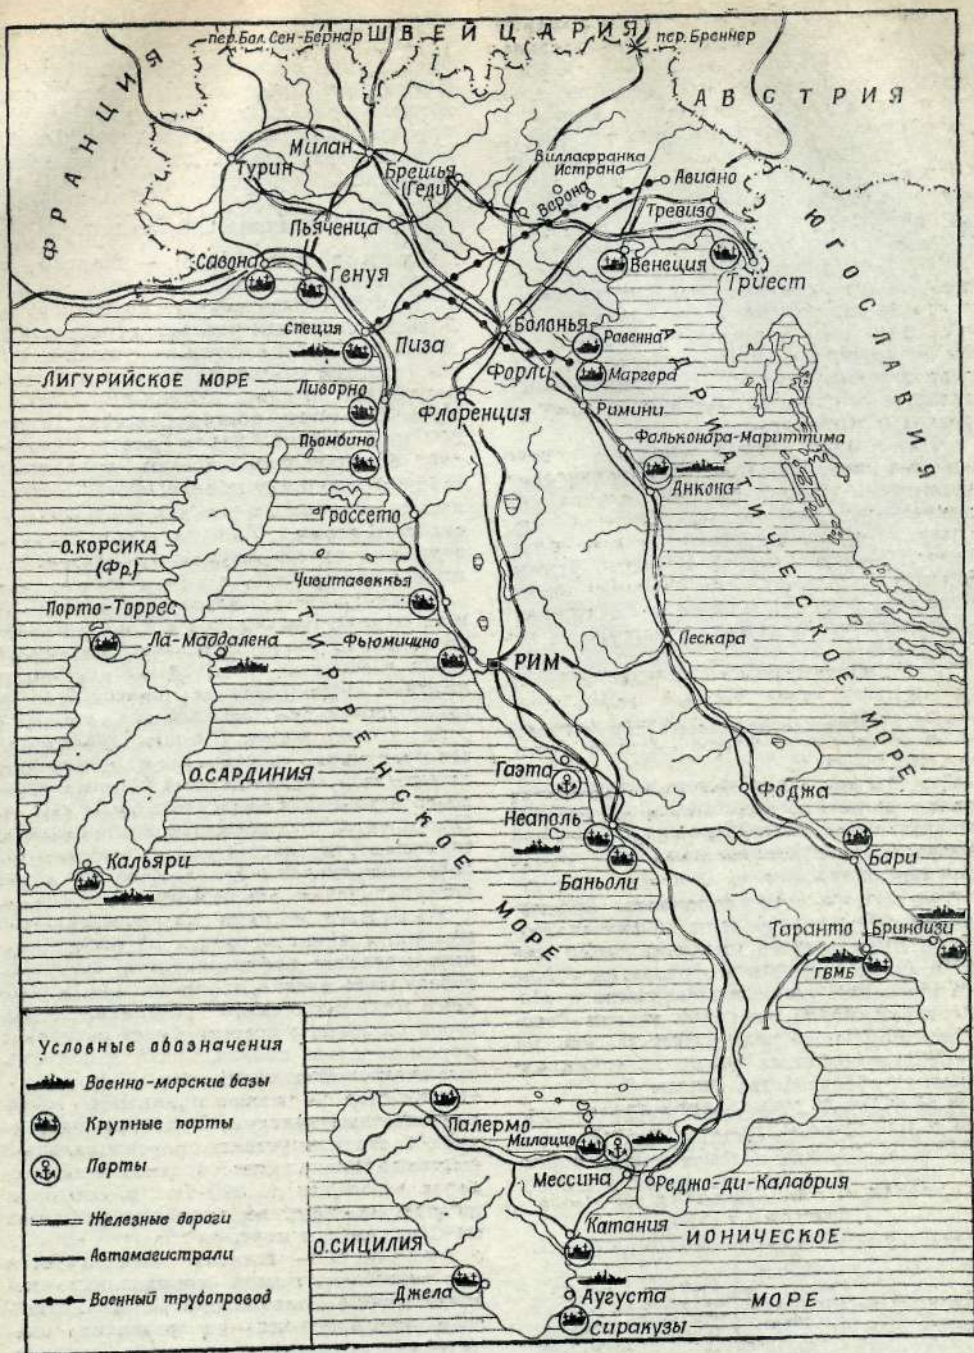 пер. Бол. Сен-Бернар
ШВЕЙЦАРИЯ
пер. Бреннер
ФРАНЦИЯ
АВСТРИЯ
ЮГОСЛАВИЯ
Милан
Турин
Брешья
(Геди)
Виллафранка
Истрана
Верона
Авиано
Тревизо
Пьяченца
Савона
Генуя
Венеция
Триест
Специя
Пиза
Болонья
Равенна
Форли
Маргера
ЛИГУРИЙСКОЕ МОРЕ
Ливорно
Флоренция
Римини
Пьомбино
Фальконара-Мариттима
Анкона
АДРИАТИЧЕСКОЕ МОРЕ
Гроссето
О.КОРСИКА
(Фр.)
Чивитавеккья
Порто-Торрес
Ла-Маддалена
Фьюмичино
РИМ
Пескара
ТИРРЕНСКОЕ
МОРЕ
О.САРДИНИЯ
Гаэта
Фоджа
Неаполь
Кальяри
Баньоли
Бари
Таранто
Бриндизи
ГВМБ
Условные обозначения
Военно-морские базы
Крупные порты
Порты
Железные дороги
Автомагистрали
Военный трубопровод
Палермо
Милаццо
Мессина
Реджо-ди-Калабрия
Катания
ИОНИЧЕСКОЕ
МОРЕ
О.СИЦИЛИЯ
Джела
Аугуста
Сиракузы